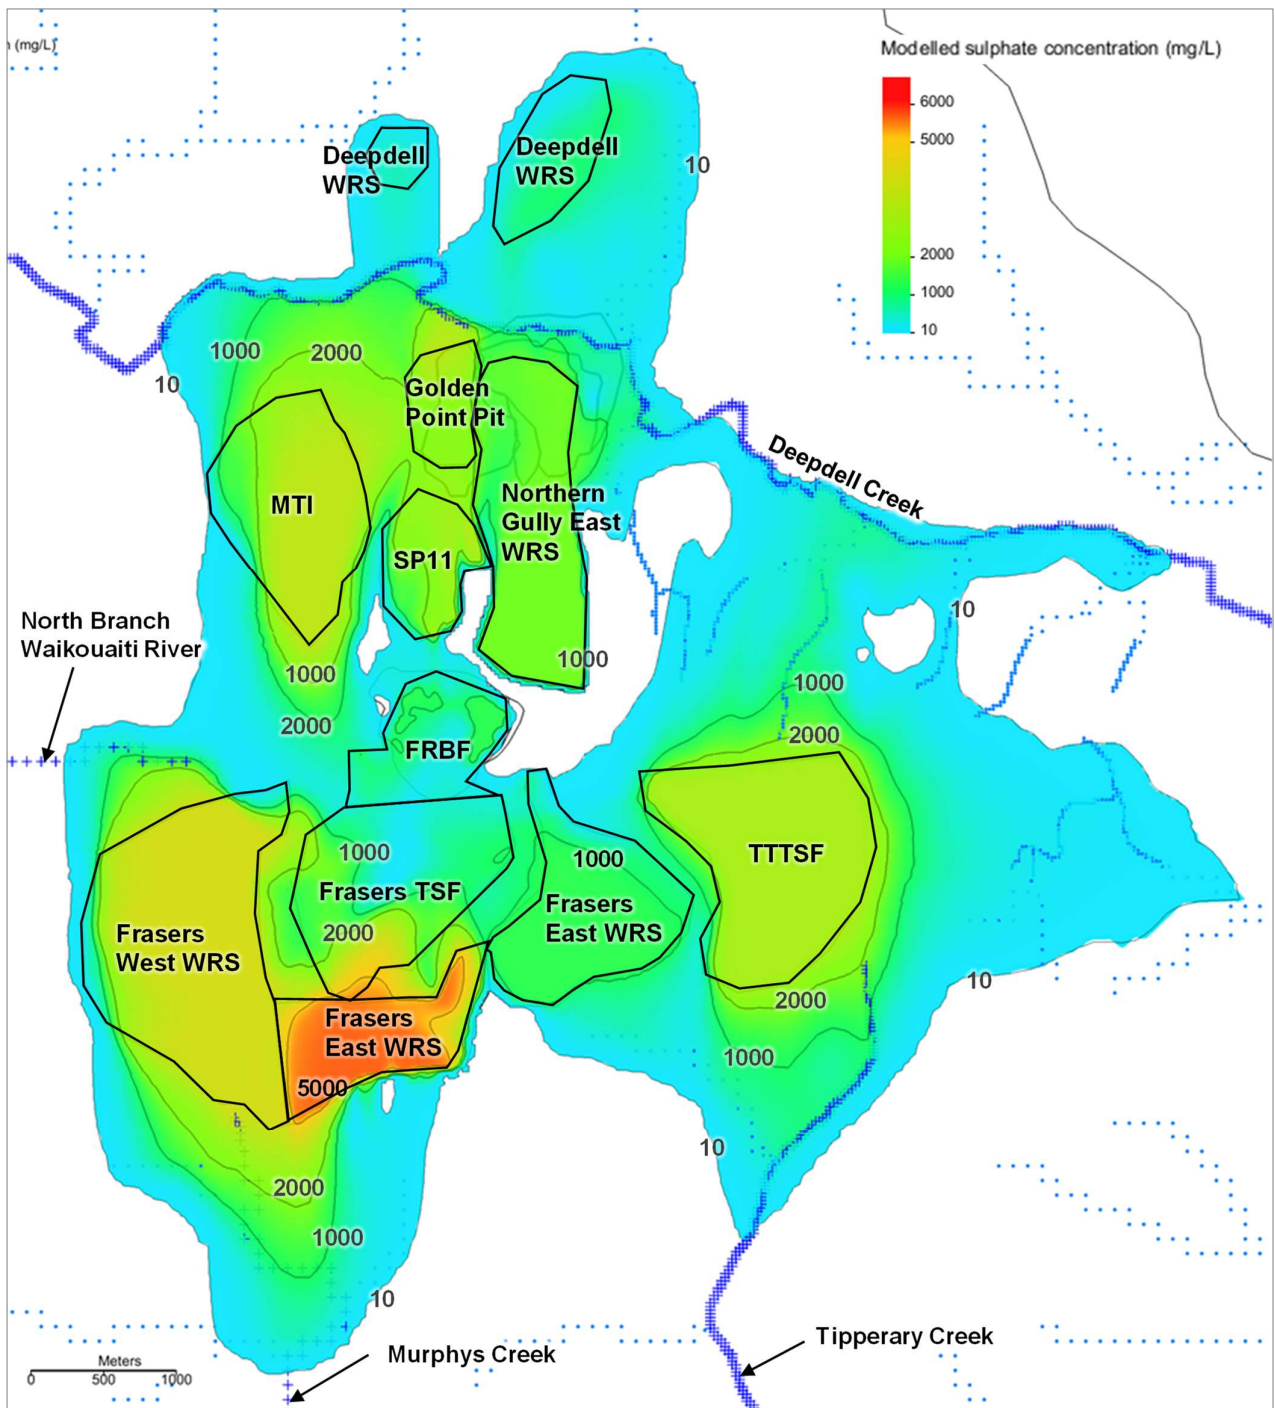 (mg/L)
Modelled sulphate concentration (mg/L)
6000
5000
2000
1000
10
Deepdell
WRS
Deepdell
WRS
10
1000
2000
10
Golden
Point Pit
MTI
Northern
Gully East
WRS
SP11
Deepdell Creek
10
North Branch
Waikouaiti River
1000
1000
1000
2000
2000
FRBF
1000
Frasers TSF
2000
1000
Frasers
East WRS
TTTSF
Frasers
West WRS
10
2000
Frasers
East WRS
5000
1000
10
2000
1000
10
Tipperary Creek
Murphys Creek
Meters
0 500 1000